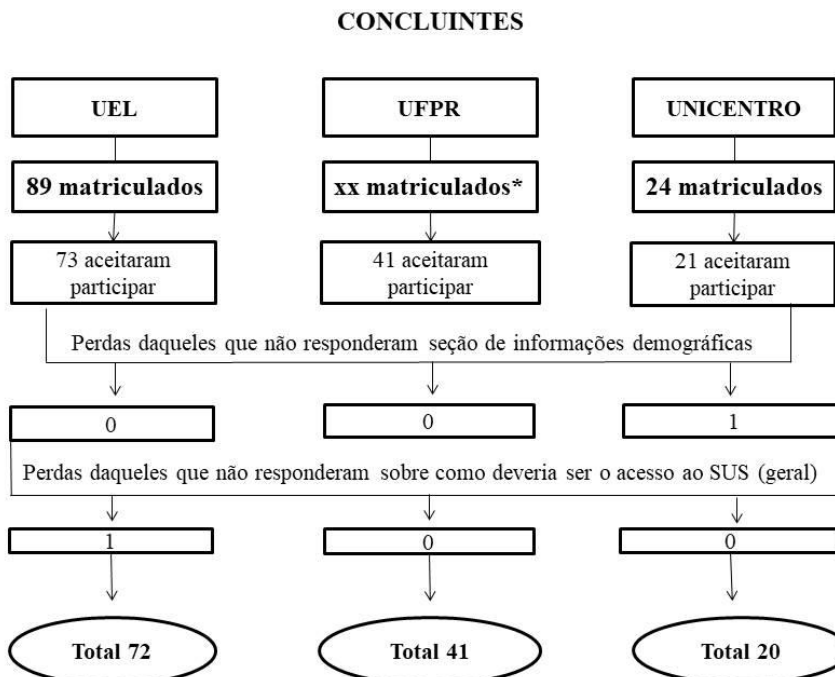 CONCLUINTES
UEL
UFPR
UNICENTRO
89 matriculados
xx matriculados*
24 matriculados
73 aceitaram
participar
41 aceitaram
participar
21 aceitaram
participar
Perdas daqueles que não responderam seção de informações demográficas
0
0
1
Perdas daqueles que não responderam sobre como deveria ser o acesso ao SUS (geral)
1
0
0
Total 72
Total 41
Total 20